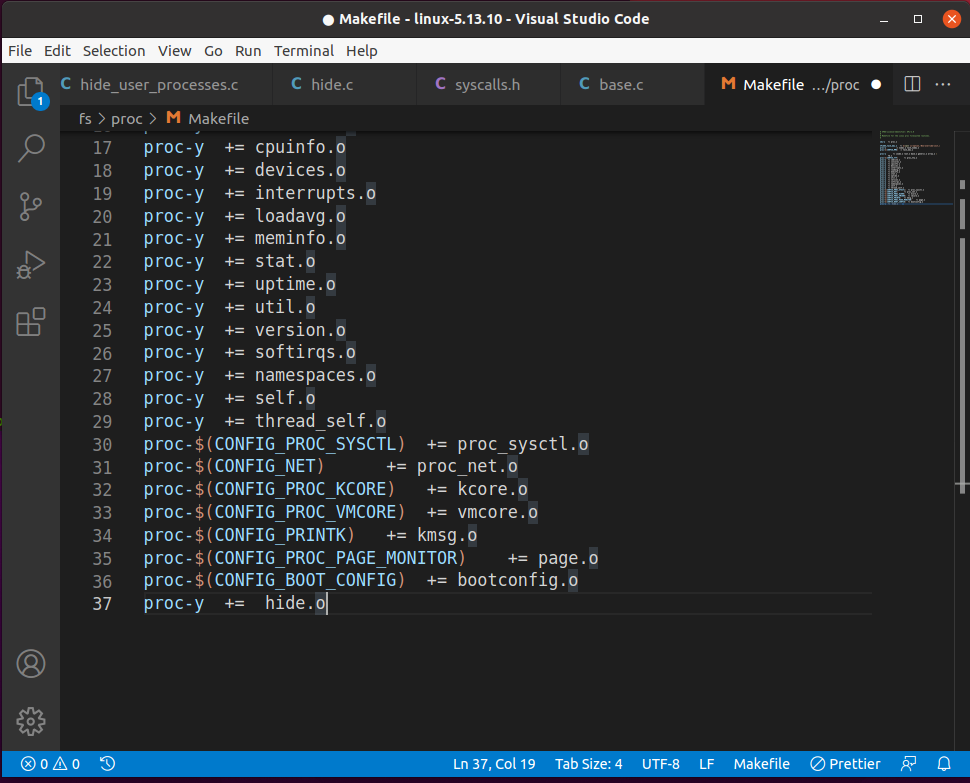 Makefile - linux-5.13.10 - Visual Studio Code
File Edit Selection View Go Run Terminal Help
1
C hide_user_processes.c C hide.c C syscalls.h C base.c M Makefile .../proc ● ···
fs > proc > M Makefile
17 proc-y += cpuinfo.o
18 proc-y += devices.o
19 proc-y += interrupts.o
20 proc-y += loadavg.o
21 proc-y += meminfo.o
22 proc-y += stat.o
23 proc-y += uptime.o
24 proc-y += util.o
25 proc-y += version.o
26 proc-y += softirqs.o
27 proc-y += namespaces.o
28 proc-y += self.o
29 proc-y += thread_self.o
30 proc-$(CONFIG_PROC_SYSCTL) += proc_sysctl.o
31 proc-$(CONFIG_NET) += proc_net.o
32 proc-$(CONFIG_PROC_KCORE) += kcore.o
33 proc-$(CONFIG_PROC_VMCORE) += vmcore.o
34 proc-$(CONFIG_PRINTK) += kmsg.o
35 proc-$(CONFIG_PROC_PAGE_MONITOR) += page.o
36 proc-$(CONFIG_BOOT_CONFIG) += bootconfig.o
37 proc-y += hide.o
0 0 Ln 37, Col 19 Tab Size: 4 UTF-8 LF Makefile Prettier